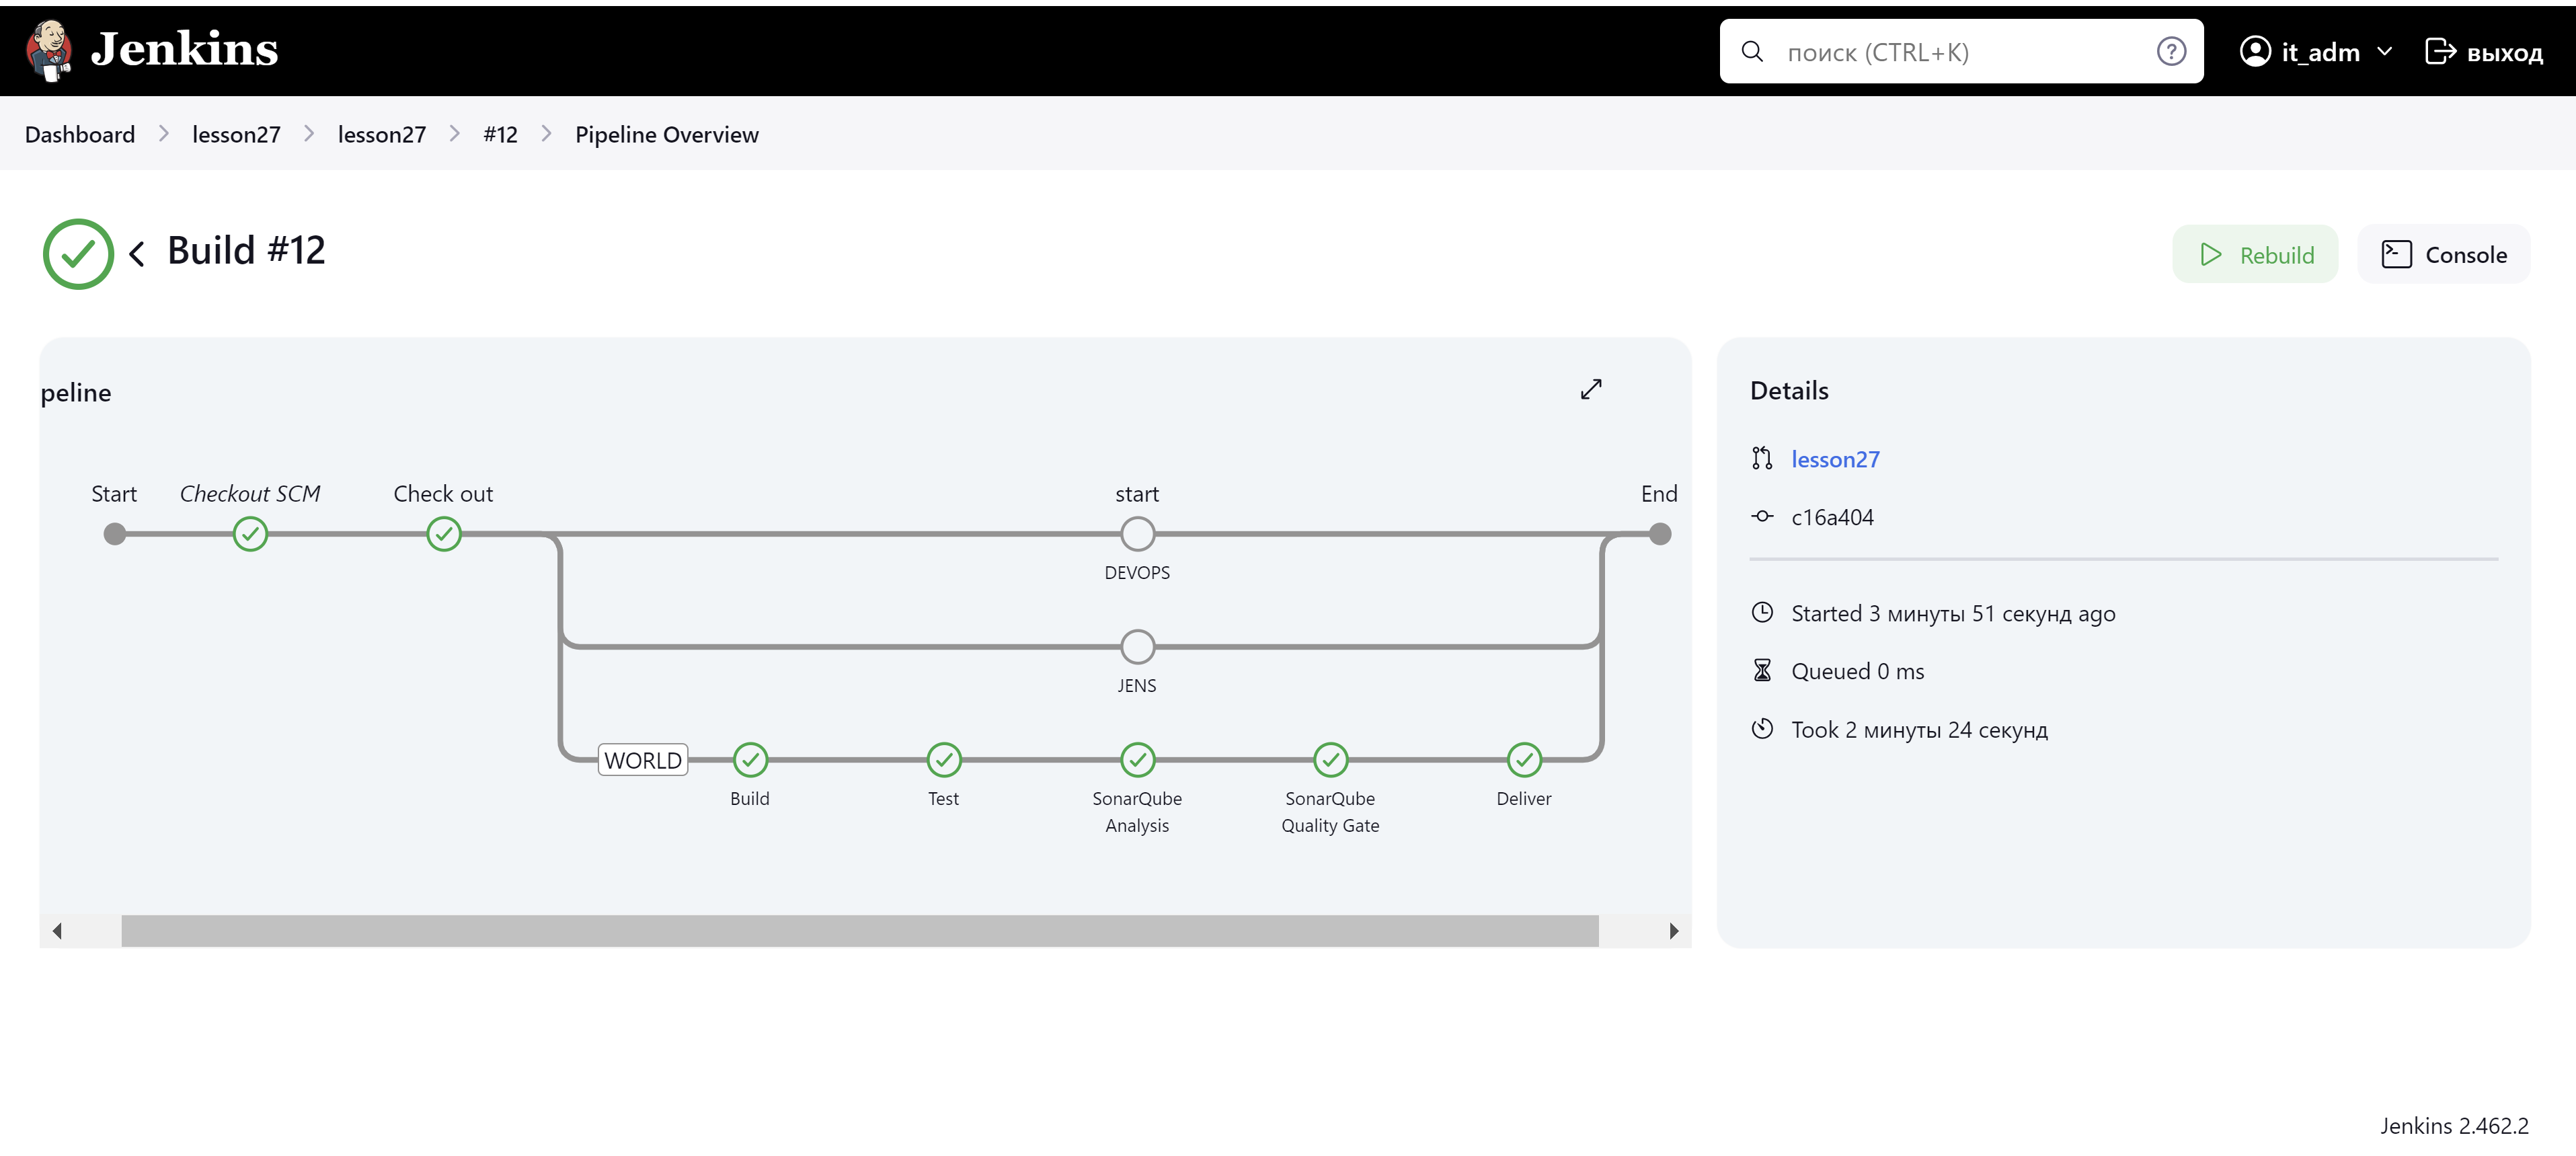 Jenkins
поиск (CTRL+K)
it_adm
выход
Dashboard > lesson27 > lesson27 > #12 > Pipeline Overview
Build #12
Rebuild
Console
peline
Start
Checkout SCM
Check out
start
End
DEVOPS
JENS
WORLD
Build
Test
SonarQube
Analysis
SonarQube
Quality Gate
Deliver
Details
lesson27
c16a404
Started 3 минуты 51 секунд ago
Queued 0 ms
Took 2 минуты 24 секунд
Jenkins 2.462.2